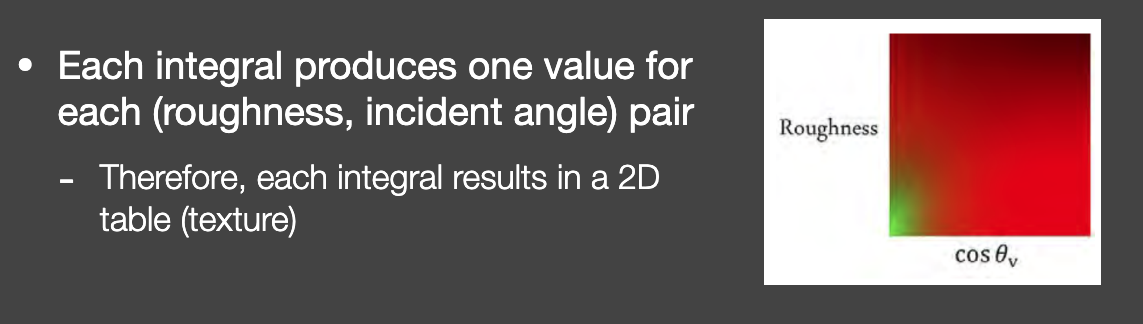 • Each integral produces one value for
each (roughness, incident angle) pair
- Therefore, each integral results in a 2D
table (texture)
Roughness
cos θv